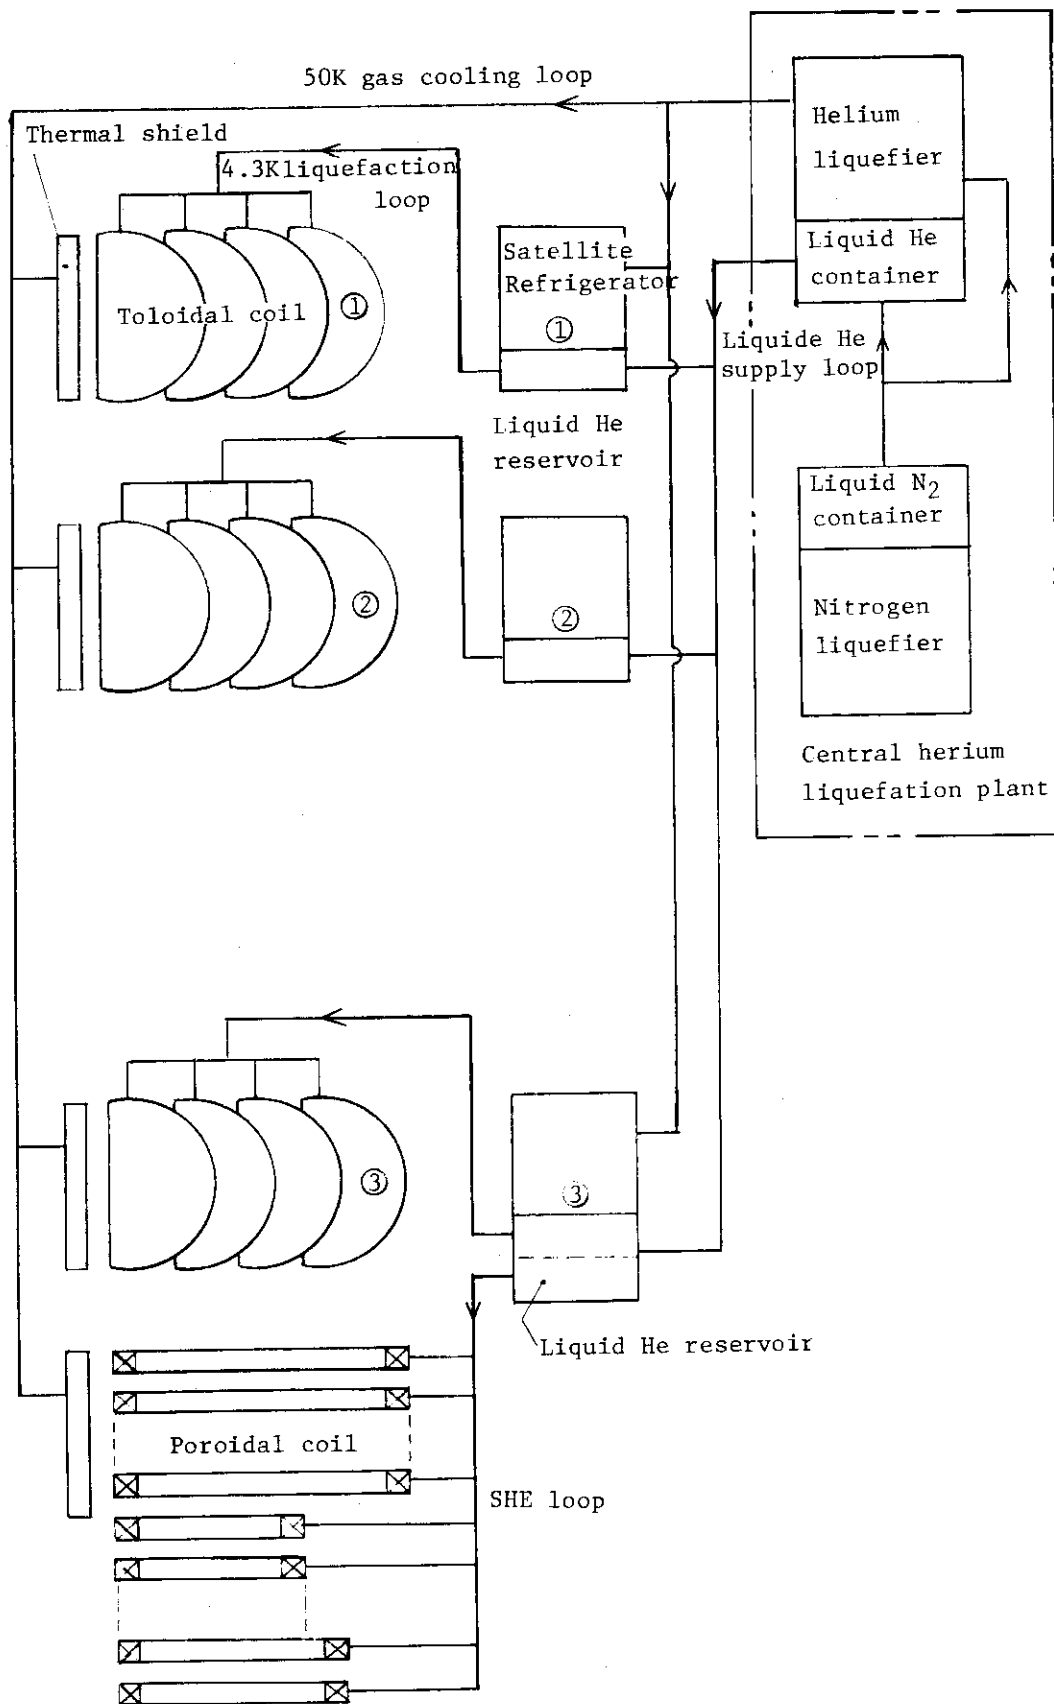 50K gas cooling loop
Thermal shield
4.3Kliquefaction
loop
Helium
liquefier
Satellite
Refrigerator
①
Liquid He
container
Toloidal coil
①
Liquide He
supply loop
Liquid He
reservoir
Liquid N2
container
②
②
Nitrogen
liquefier
Central herium
liquefation plant
③
③
Liquid He reservoir
Poroidal coil
SHE loop